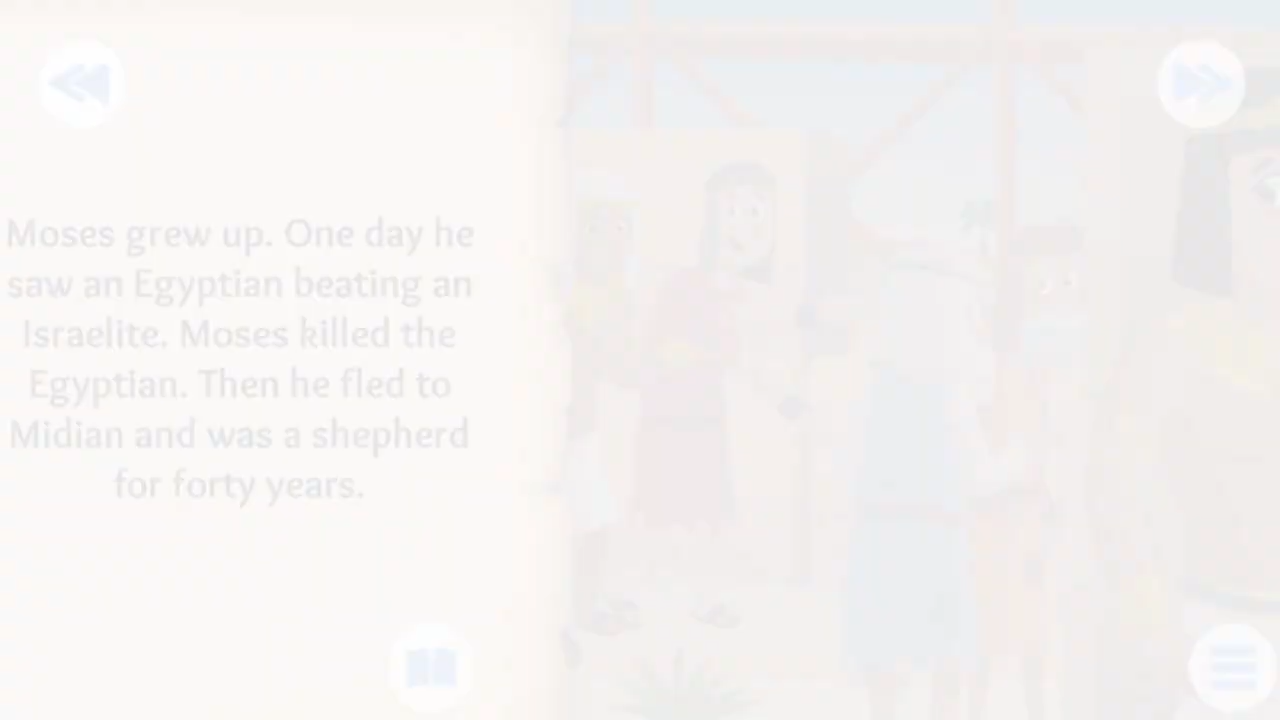 Moses grew up. One day he
saw an Egyptian beating an
Israelite. Moses killed the
Egyptian. Then he fled to
Midian and was a shepherd
for forty years.